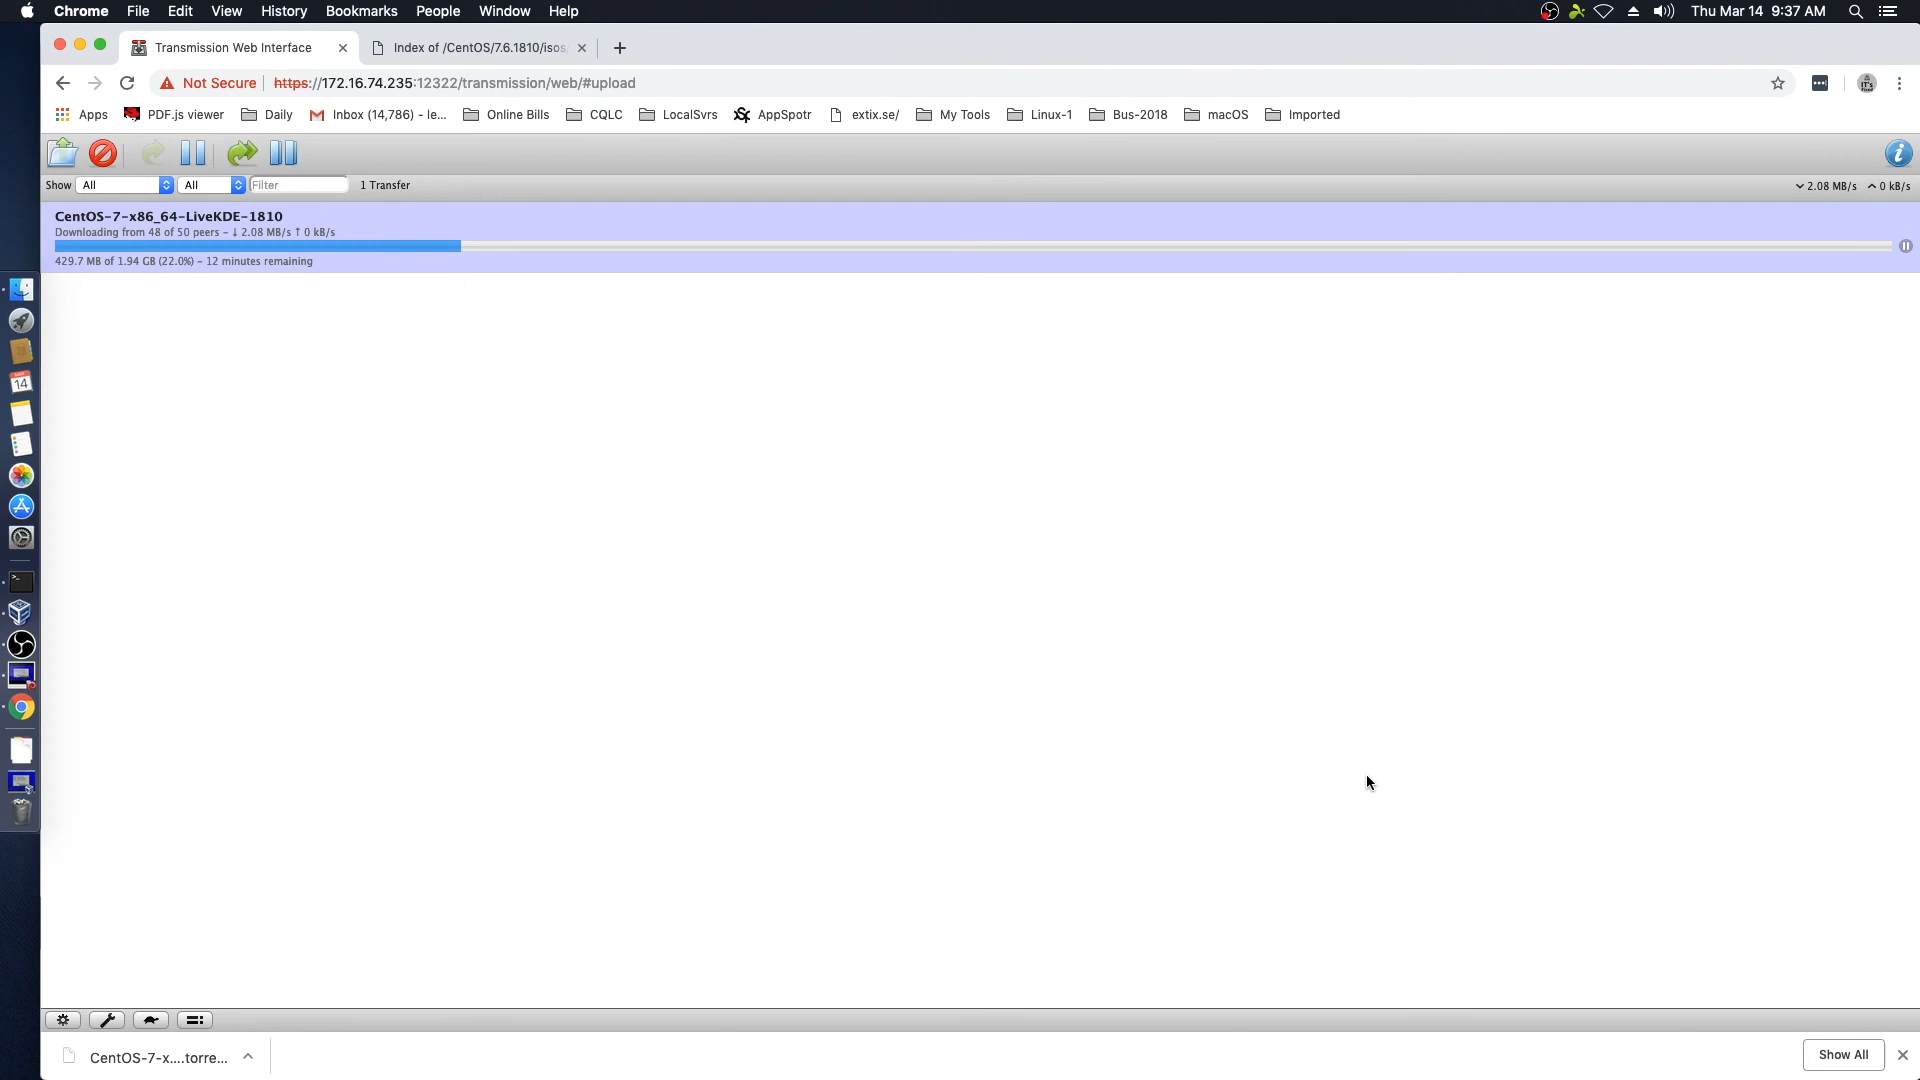 Chrome File Edit View History Bookmarks People Window Help Thu Mar 14 9:37 AM
Transmission Web Interface Index of /CentOS/7.6.1810/isos
Not Secure https://172.16.74.235:12322/transmission/web/#upload
Apps PDF.js viewer Daily Inbox (14,786) - le... Online Bills CQLC LocalSvrs AppSpotr extix.se/ My Tools Linux-1 Bus-2018 macOS Imported
Show All All Filter 1 Transfer 2.08 MB/s 0 kB/s
CentOS-7-x86_64-LiveKDE-1810
Downloading from 48 of 50 peers - ↓ 2.08 MB/s ↑ 0 kB/s
429.7 MB of 1.94 GB (22.0%) - 12 minutes remaining
14
CentOS-7-x....torre... Show All